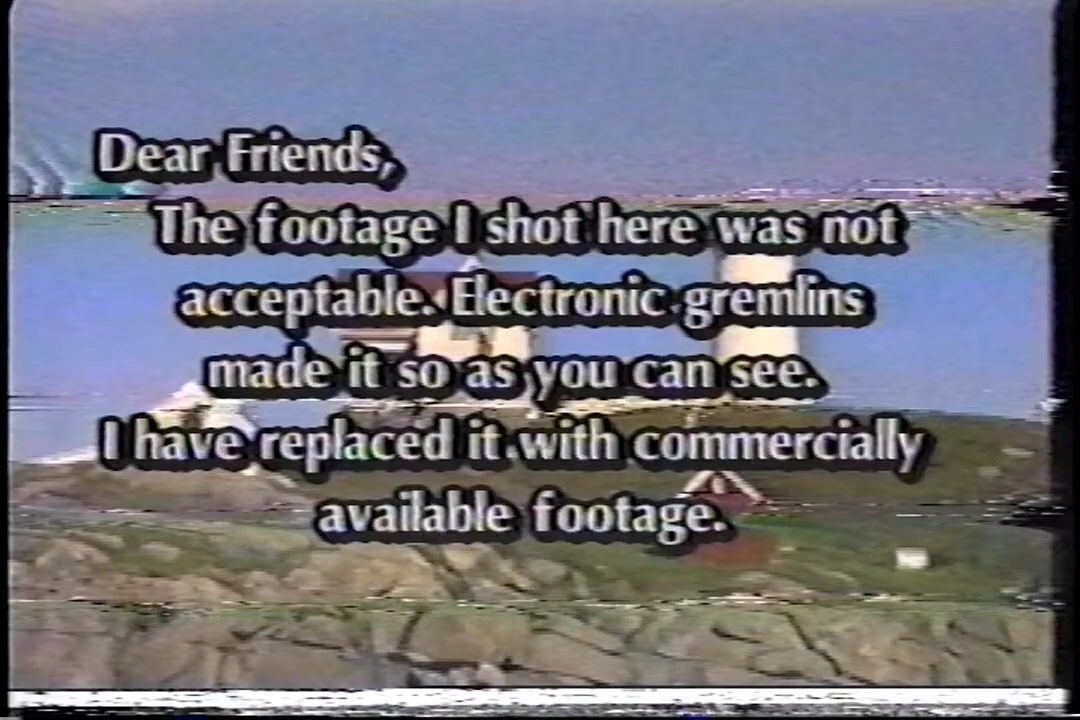 Dear Friends,
The footage I shot here was not
acceptable. Electronic gremlins
made it so as you can see.
I have replaced it with commercially
available footage.